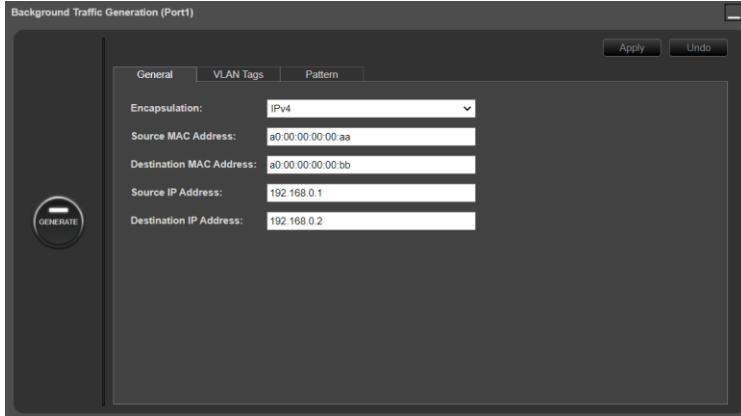 Background Traffic Generation (Port1)
Apply Undo
General VLAN Tags Pattern
Encapsulation: IPv4
Source MAC Address: a0:00:00:00:00:aa
Destination MAC Address: a0:00:00:00:00:bb
Source IP Address: 192.168.0.1
GENERATE
Destination IP Address: 192.168.0.2